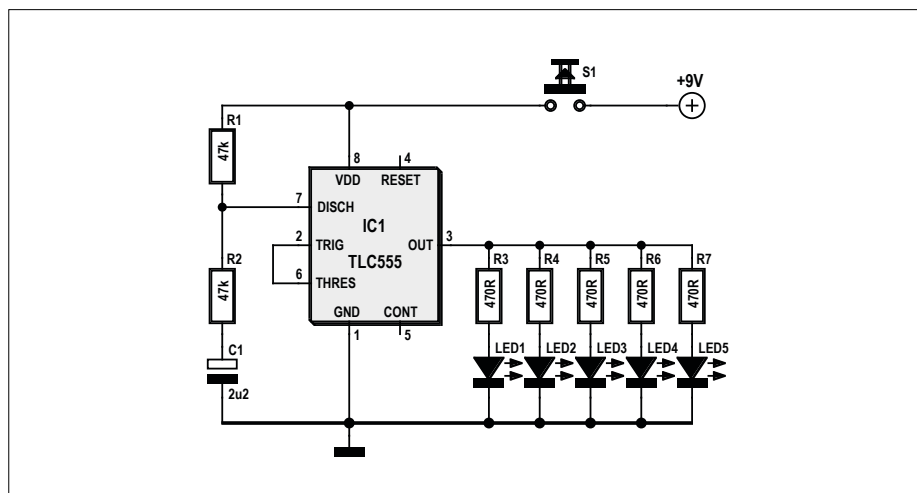 S1
+9V
R1
47k
8
4
VDD
RESET
7
DISCH
IC1
2
TRIG
OUT
3
R2
TLC555
R3
R4
R5
R6
R7
47k
6
THRES
470R
470R
470R
470R
470R
GND
CONT
1
5
C1
LED1
LED2
LED3
LED4
LED5
2u2